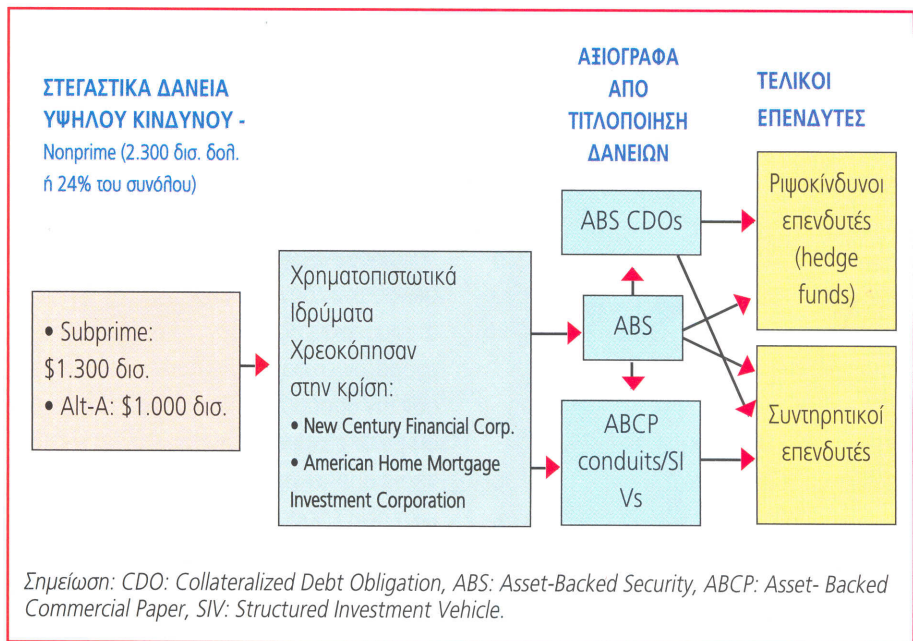 ΣΤΕΓΑΣΤΙΚΑ ΔΑΝΕΙΑ
ΥΨΗΛΟΥ ΚΙΝΔΥΝΟΥ -
Nonprime (2.300 δισ. δολ.
ή 24% του συνόλου)
• Subprime:
$1.300 δισ.
• Alt-A: $1.000 δισ.
Χρηματοπιστωτικά
Ιδρύματα
Χρεοκόπησαν
στην κρίση:
• New Century Financial Corp.
• American Home Mortgage
Investment Corporation
ΑΞΙΟΓΡΑΦΑ
ΑΠΟ
ΤΙΤΛΟΠΟΙΗΣΗ
ΔΑΝΕΙΩΝ
ABS CDOs
ABS
ABCP
conduits/SI
Vs
ΤΕΛΙΚΟΙ
ΕΠΕΝΔΥΤΕΣ
Ριψοκίνδυνοι
επενδυτές
(hedge
funds)
Συντηρητικοί
επενδυτές
Σημείωση: CDO: Collateralized Debt Obligation, ABS: Asset-Backed Security, ABCP: Asset- Backed
Commercial Paper, SIV: Structured Investment Vehicle.